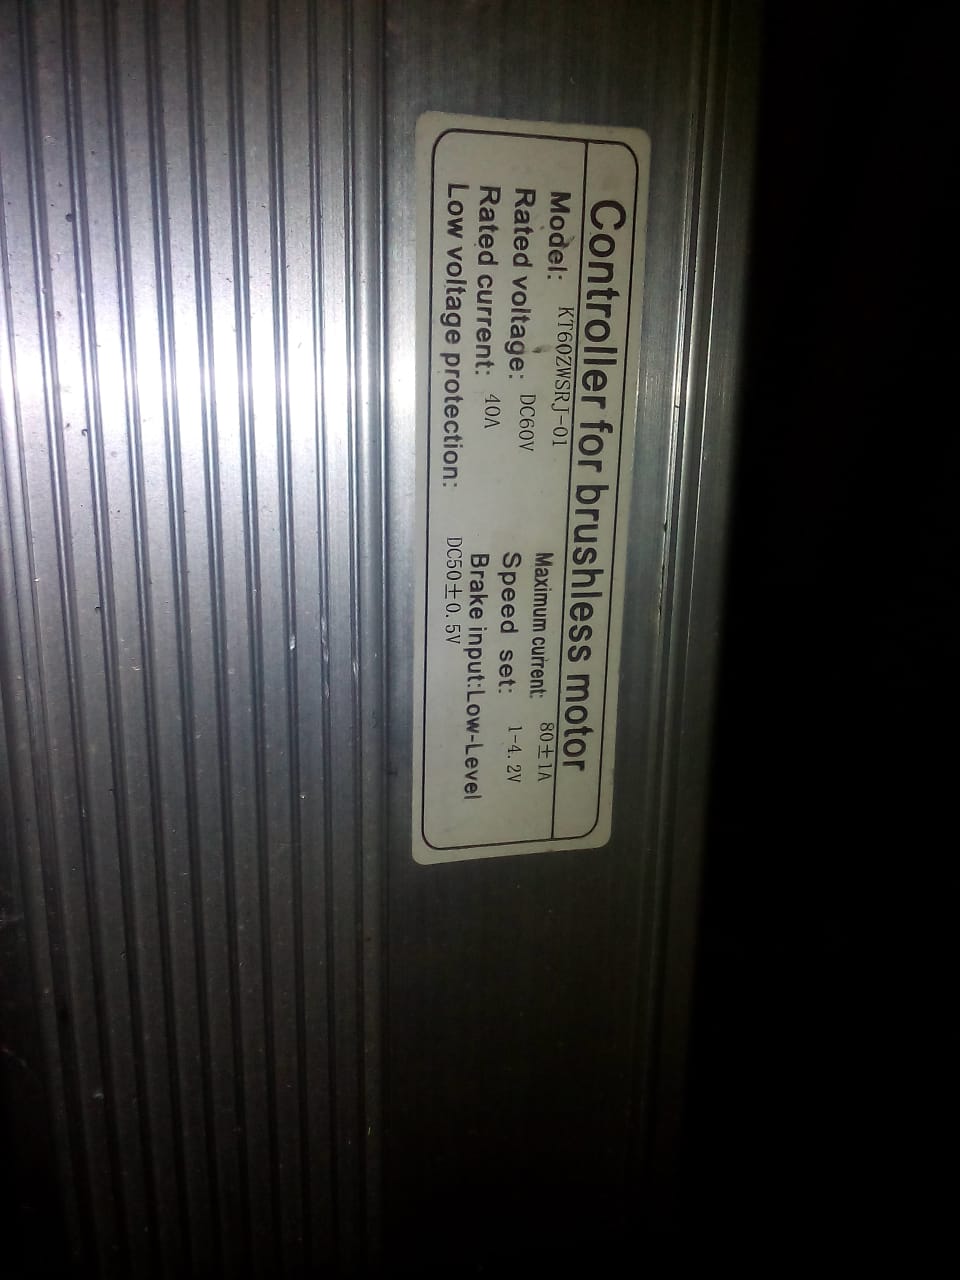 Controller for brushless motor
Model: KT60ZWSRJ-01
Maximum current: 80±1A
Rated voltage: DC60V
Speed set: 1-4.2V
Rated current: 40A
Brake input:Low-Level
Low voltage protection: DC50±0.5V